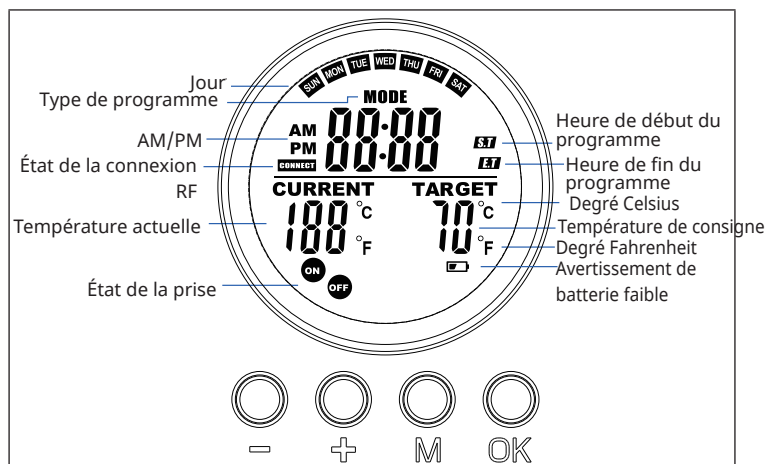 SUN MON TUE WED THU FRI SAT
Jour
Type de programme
MODE
AM/PM
AM
PM
88:88
État de la connexion
RF
CONNECT
S.T
E.T
Heure de début du
programme
Heure de fin du
programme
CURRENT
TARGET
Température actuelle
188 °C
°F
70 °C
°F
Degré Celsius
Température de consigne
Degré Fahrenheit
Avertissement de
batterie faible
État de la prise
ON
OFF
- + M OK